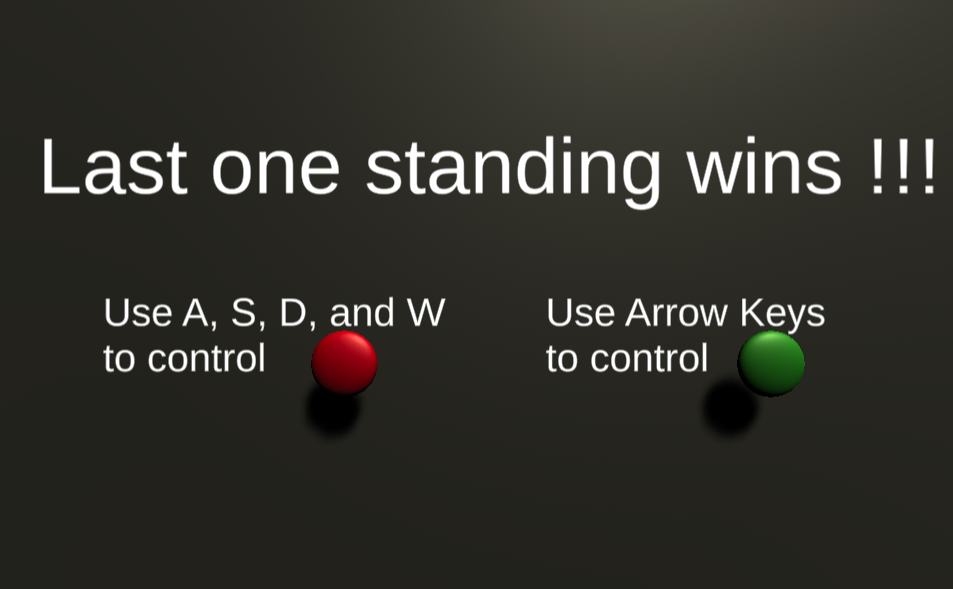 Last one standing wins !!!
Use A, S, D, and W
to control
Use Arrow Keys
to control